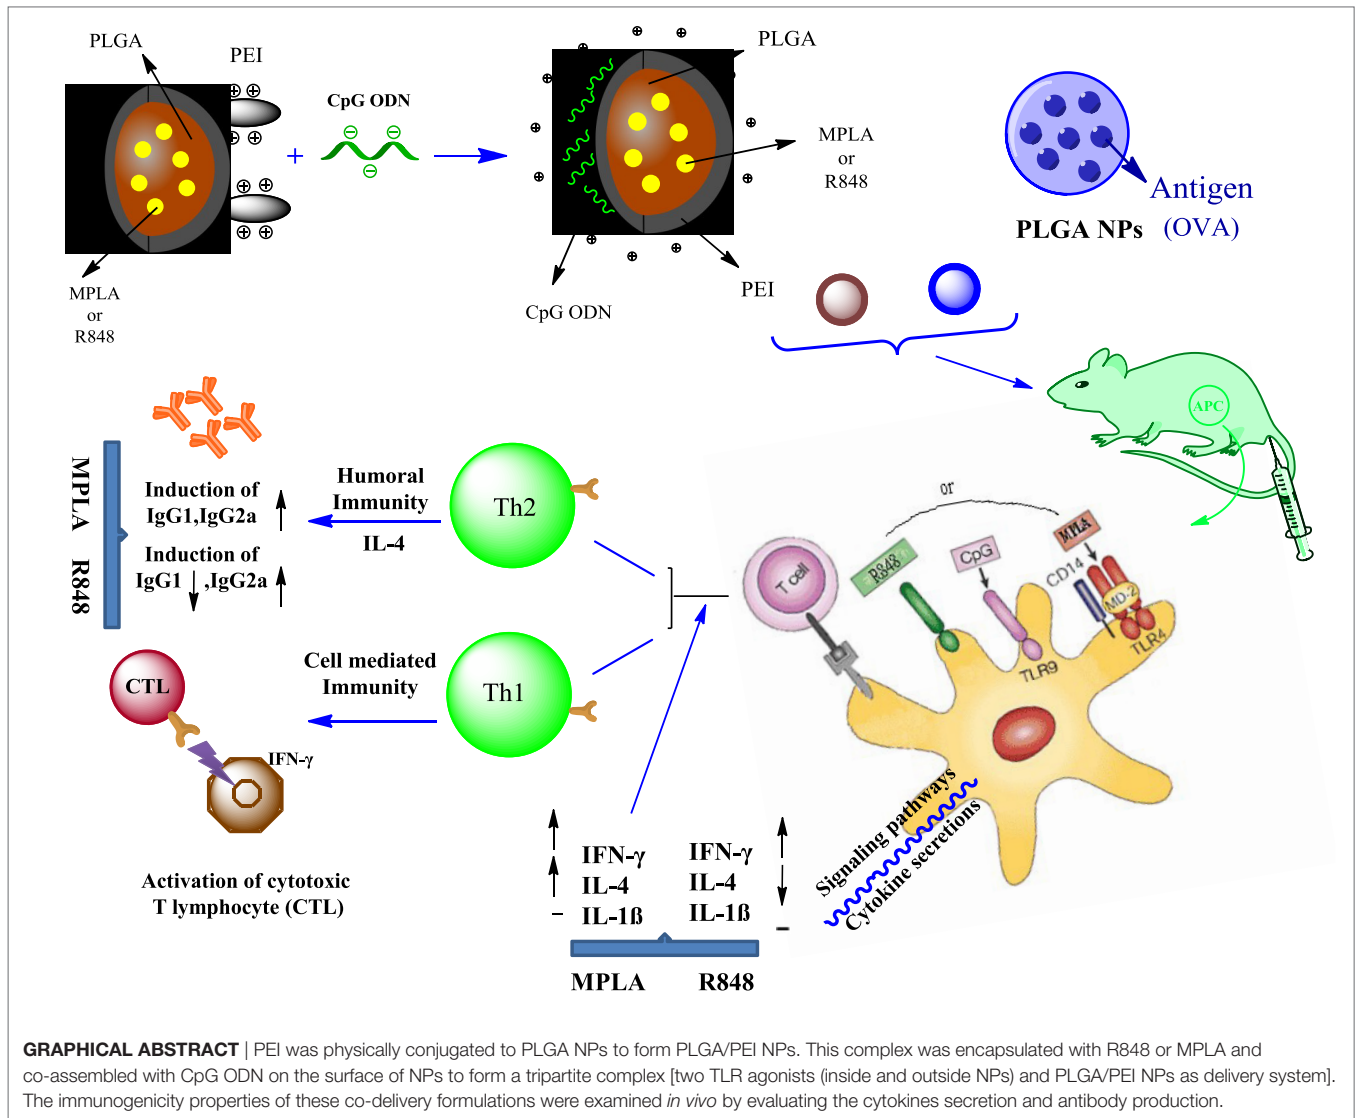 PLGA
PEI
CpG ODN
MPLA
or
R848
PLGA
MPLA
or
R848
PEI
CpG ODN
Antigen
(OVA)
PLGA NPs
APC
MPLA R848
Induction of
IgG1,IgG2a
Induction of
IgG1 ,IgG2a
Humoral
Immunity
IL-4
Th2
Cell mediated
Immunity
Th1
CTL
IFN-γ
Activation of cytotoxic
T lymphocyte (CTL)
or
T cell
R848
CpG
MPLA
CD14
MD-2
TLR9
TLR4
Signaling pathways
Cytokine secretions
IFN-γ
IL-4
IL-1ß
IFN-γ
IL-4
IL-1ß
MPLA R848
GRAPHICAL ABSTRACT | PEI was physically conjugated to PLGA NPs to form PLGA/PEI NPs. This complex was encapsulated with R848 or MPLA and
co-assembled with CpG ODN on the surface of NPs to form a tripartite complex [two TLR agonists (inside and outside NPs) and PLGA/PEI NPs as delivery system].
The immunogenicity properties of these co-delivery formulations were examined in vivo by evaluating the cytokines secretion and antibody production.